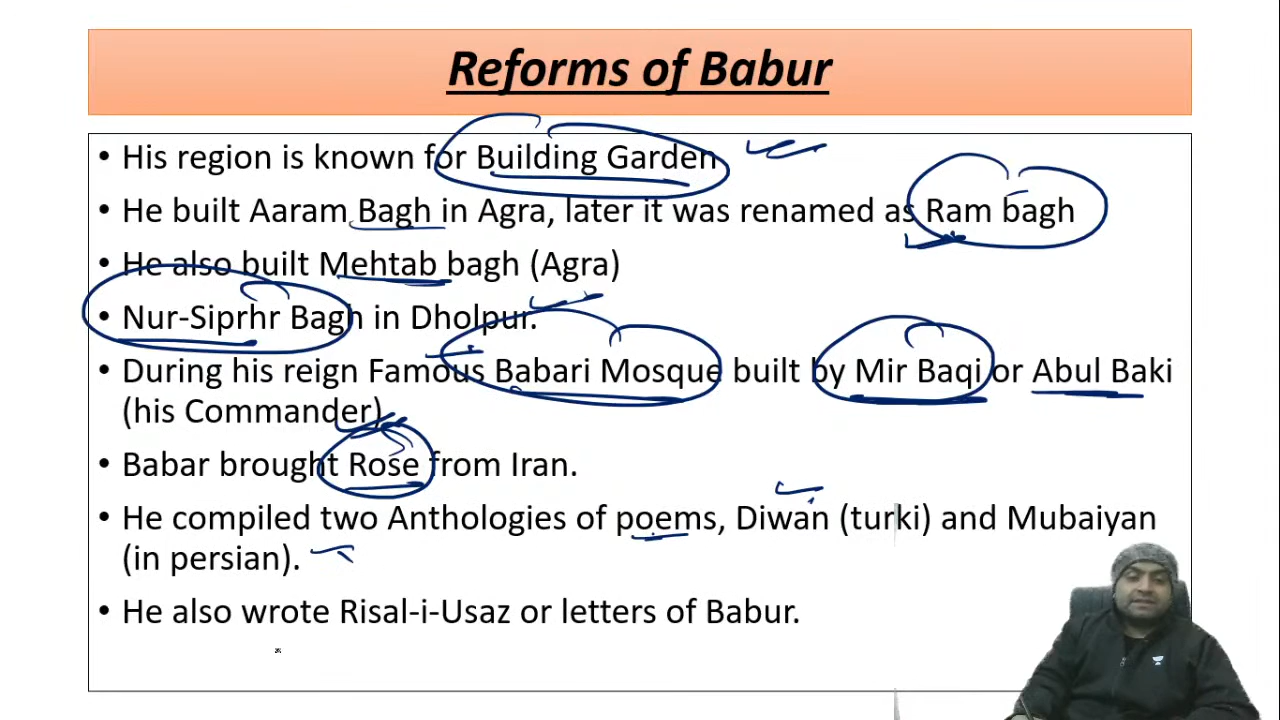 Reforms of Babur
• His region is known for Building Garden
• He built Aaram Bagh in Agra, later it was renamed as Ram bagh
• He also built Mehtab bagh (Agra)
• Nur-Siprhr Bagh in Dholpur.
• During his reign Famous Babari Mosque built by Mir Baqi or Abul Baki
(his Commander)
• Babar brought Rose from Iran.
• He compiled two Anthologies of poems, Diwan (turki) and Mubaiyan
(in persian).
• He also wrote Risal-i-Usaz or letters of Babur.